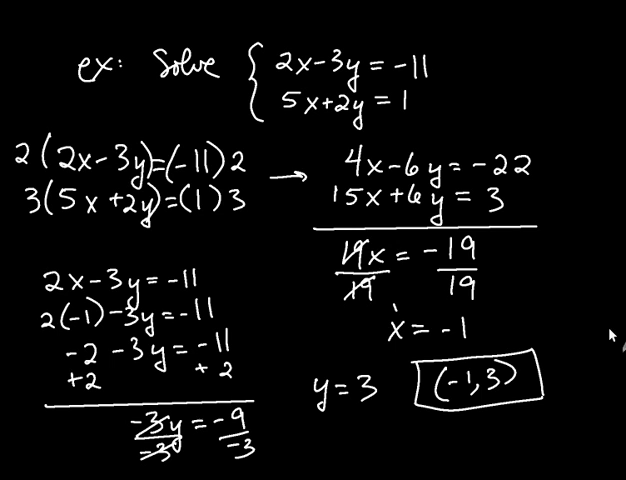 ex: Solve { 2x-3y = -11
5x+2y = 1
2(2x-3y)=(-11)2 → 4x-6y = -22
3(5x+2y)=(1)3 15x+6y = 3
19x = -19
19 19
x = -1
2x-3y = -11
2(-1)-3y = -11
-2 -3y = -11
+2 +2
-3y = -9
-3 -3
y = 3 (-1,3)